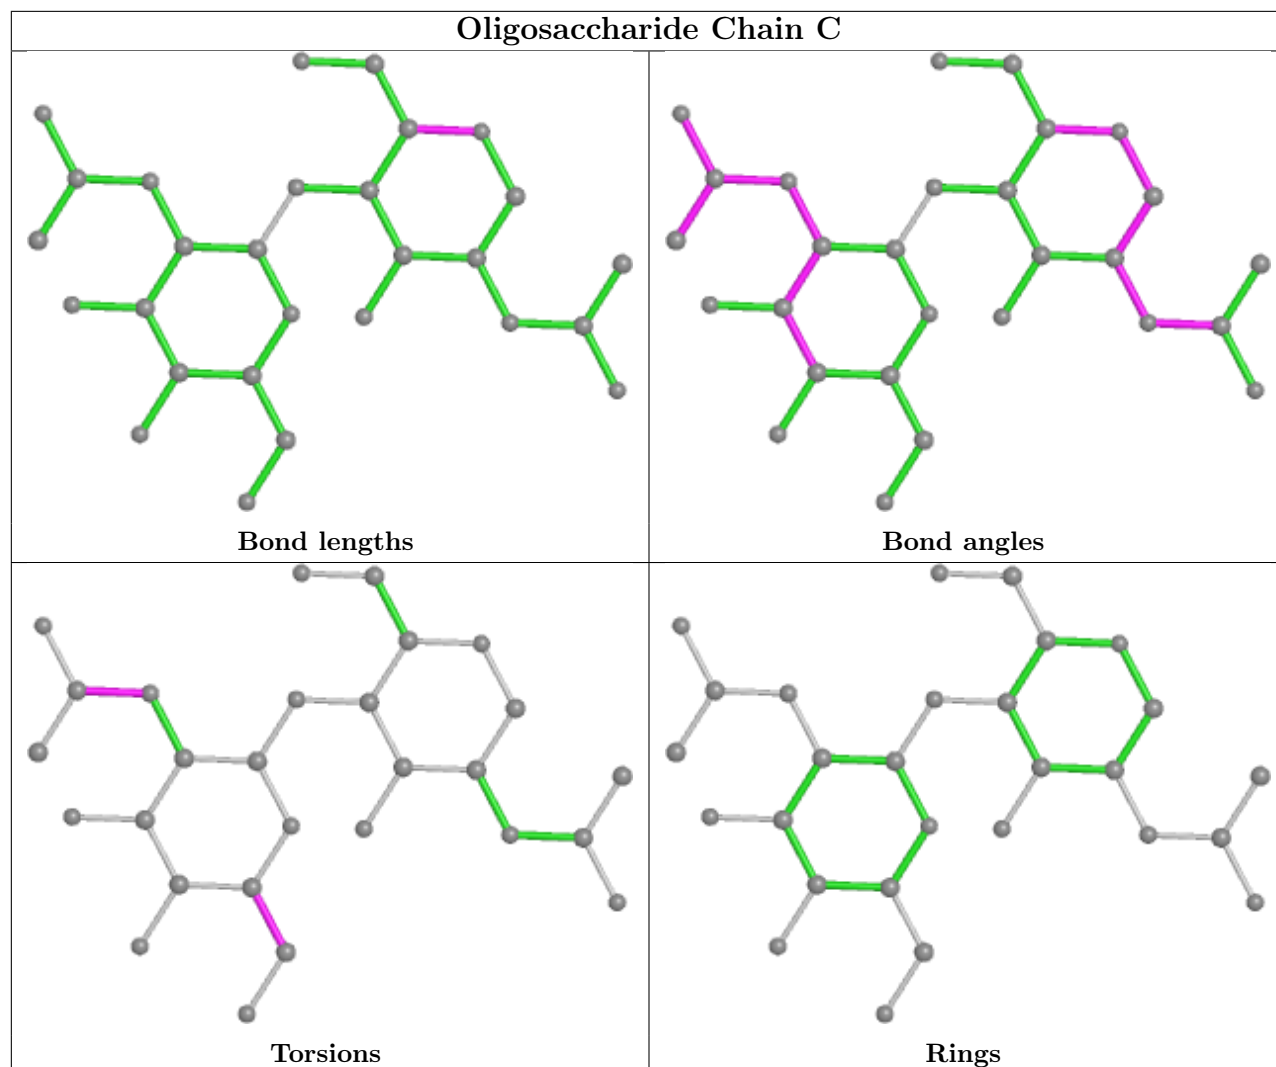 Oligosaccharide Chain C
Bond lengths
Bond angles
Torsions
Rings